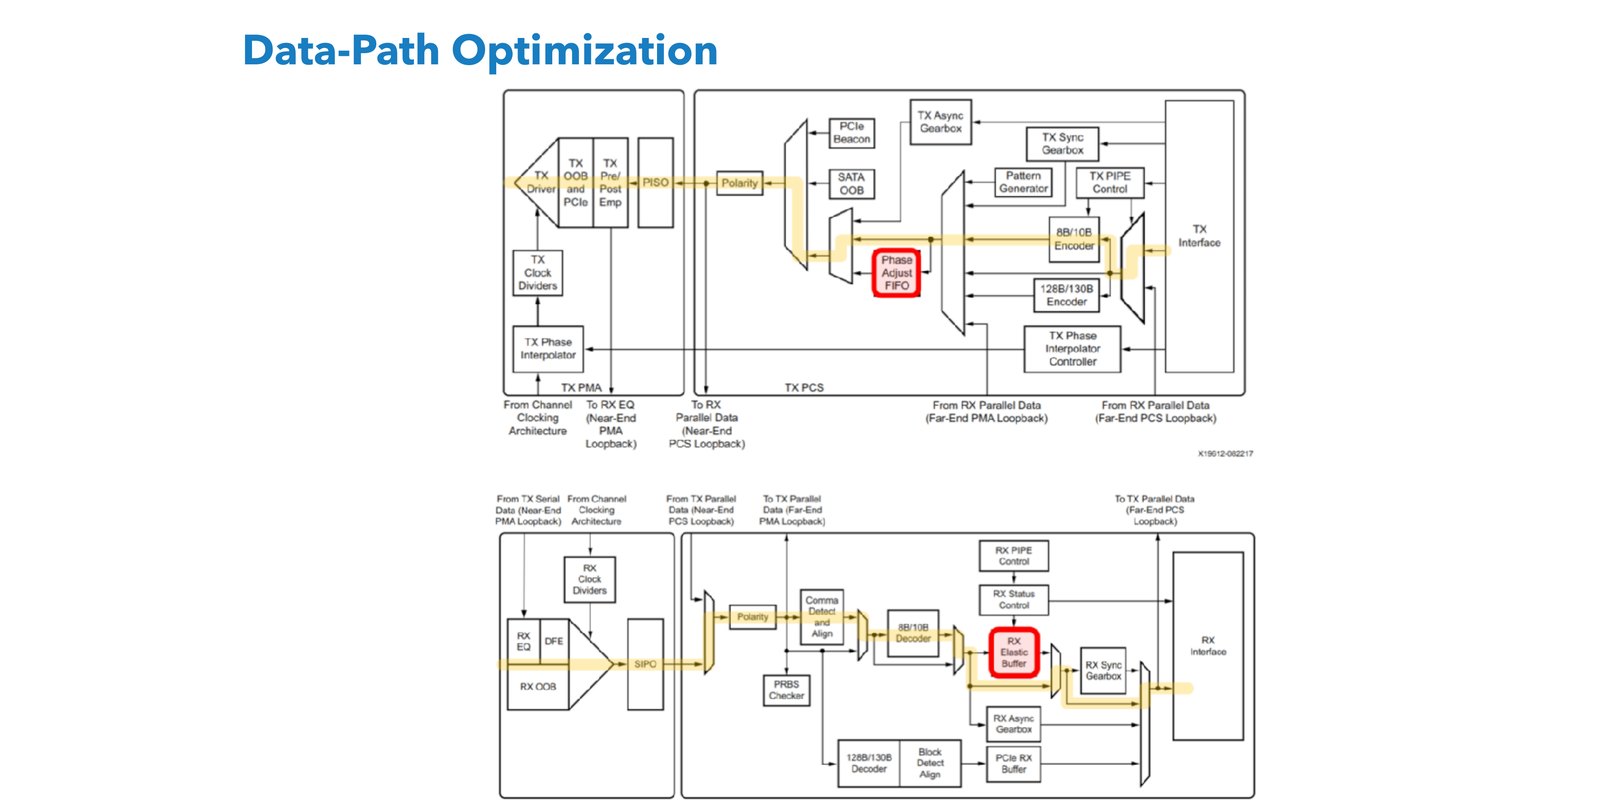 Data-Path Optimization
TX Async
Gearbox
PCIe
Beacon
TX Sync
Gearbox
TX
Driver
TX
OOB
and
PCIe
TX
Pre/
Post
Emp
PISO
Polarity
SATA
OOB
Pattern
Generator
TX PIPE
Control
8B/10B
Encoder
TX
Interface
Phase
Adjust
FIFO
TX
Clock
Dividers
128B/130B
Encoder
TX Phase
Interpolator
TX Phase
Interpolator
Controller
TX PMA
TX PCS
From Channel
Clocking
Architecture
To RX EQ
(Near-End
PMA
Loopback)
To RX
Parallel Data
(Near-End
PCS Loopback)
From RX Parallel Data
(Far-End PMA Loopback)
From RX Parallel Data
(Far-End PCS Loopback)
X19612-082217
From TX Serial
Data (Near-End
PMA Loopback)
From Channel
Clocking
Architecture
From TX Parallel
Data (Near-End
PCS Loopback)
To TX Parallel
Data (Far-End
PMA Loopback)
To TX Parallel Data
(Far-End PCS
Loopback)
RX PIPE
Control
RX
Clock
Dividers
RX Status
Control
Comma
Detect
and
Align
Polarity
8B/10B
Decoder
RX
EQ
DFE
RX OOB
SIPO
RX
Elastic
Buffer
RX Sync
Gearbox
RX
Interface
PRBS
Checker
RX Async
Gearbox
128B/130B
Decoder
Block
Detect
Align
PCIe RX
Buffer